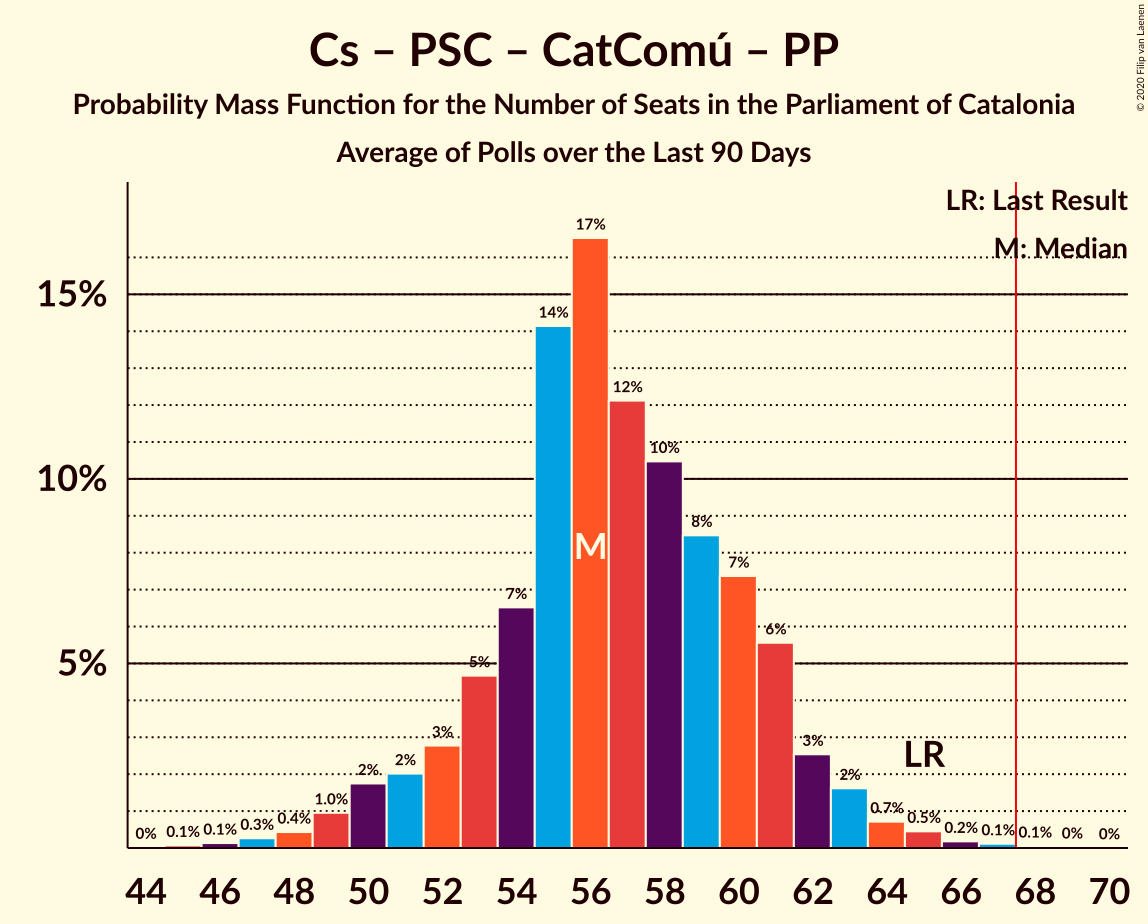 Cs – PSC – CatComú – PP
Probability Mass Function for the Number of Seats in the Parliament of Catalonia
Average of Polls over the Last 90 Days
© 2020 Filip van Laenen
LR: Last Result
M: Median
15%
10%
5%
0% 0.1% 0.1% 0.3% 0.4% 1.0% 2% 2% 3% 5% 7% 14% 17% 12% 10% 8% 7% 6% 3% 2% 0.7% 0.5% 0.2% 0.1% 0.1% 0% 0%
M
LR
44 46 48 50 52 54 56 58 60 62 64 66 68 70